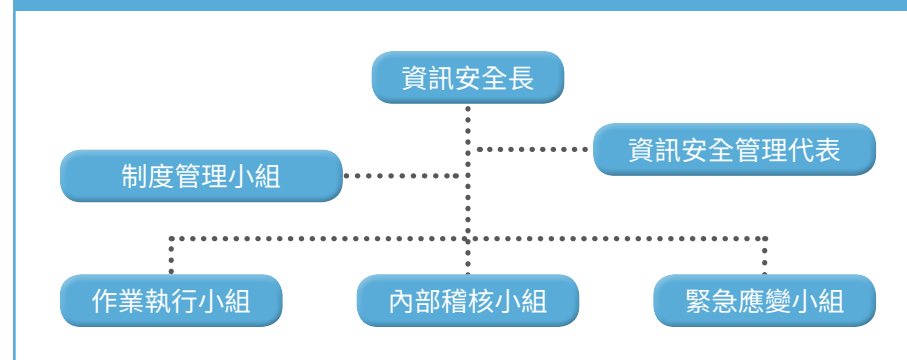 資訊安全長
資訊安全管理代表
制度管理小組
作業執行小組
內部稽核小組
緊急應變小組